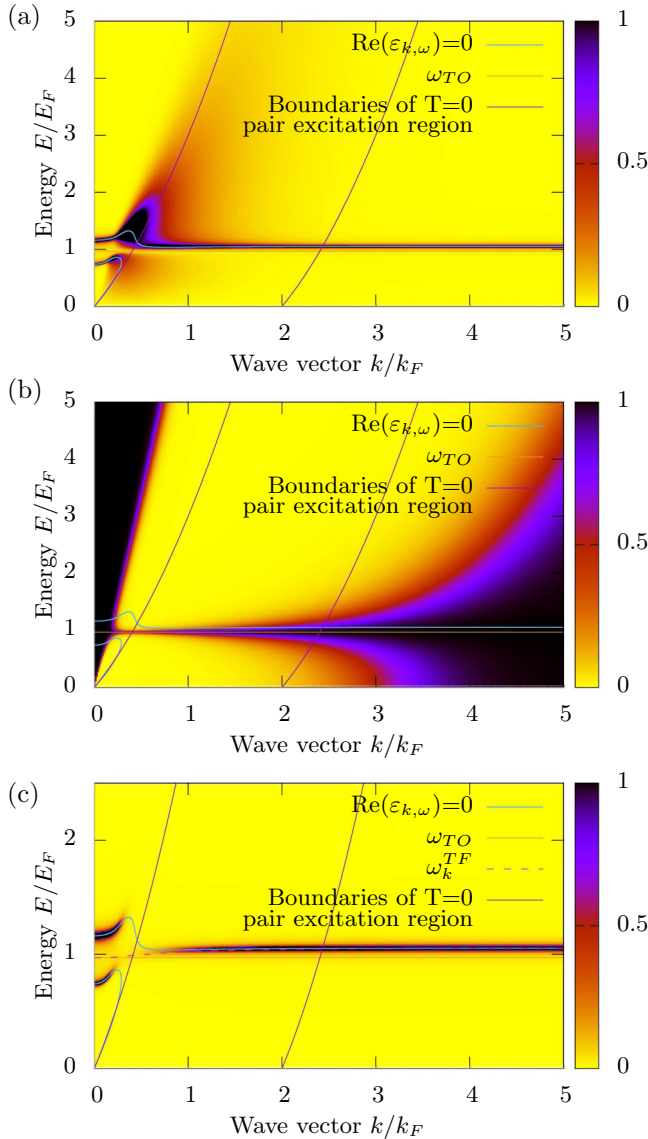 (a)
5
4
3
2
1
0
Energy E/E_F
Re(ε_{k,ω})=0
ω_{TO}
Boundaries of T=0
pair excitation region
0 1 2 3 4 5
Wave vector k/k_F
1
0.5
0
(b)
5
4
3
2
1
0
Energy E/E_F
Re(ε_{k,ω})=0
ω_{TO}
Boundaries of T=0
pair excitation region
0 1 2 3 4 5
Wave vector k/k_F
1
0.5
0
(c)
2
1
0
Energy E/E_F
Re(ε_{k,ω})=0
ω_{TO}
ω_k^{TF}
Boundaries of T=0
pair excitation region
0 1 2 3 4 5
Wave vector k/k_F
1
0.5
0